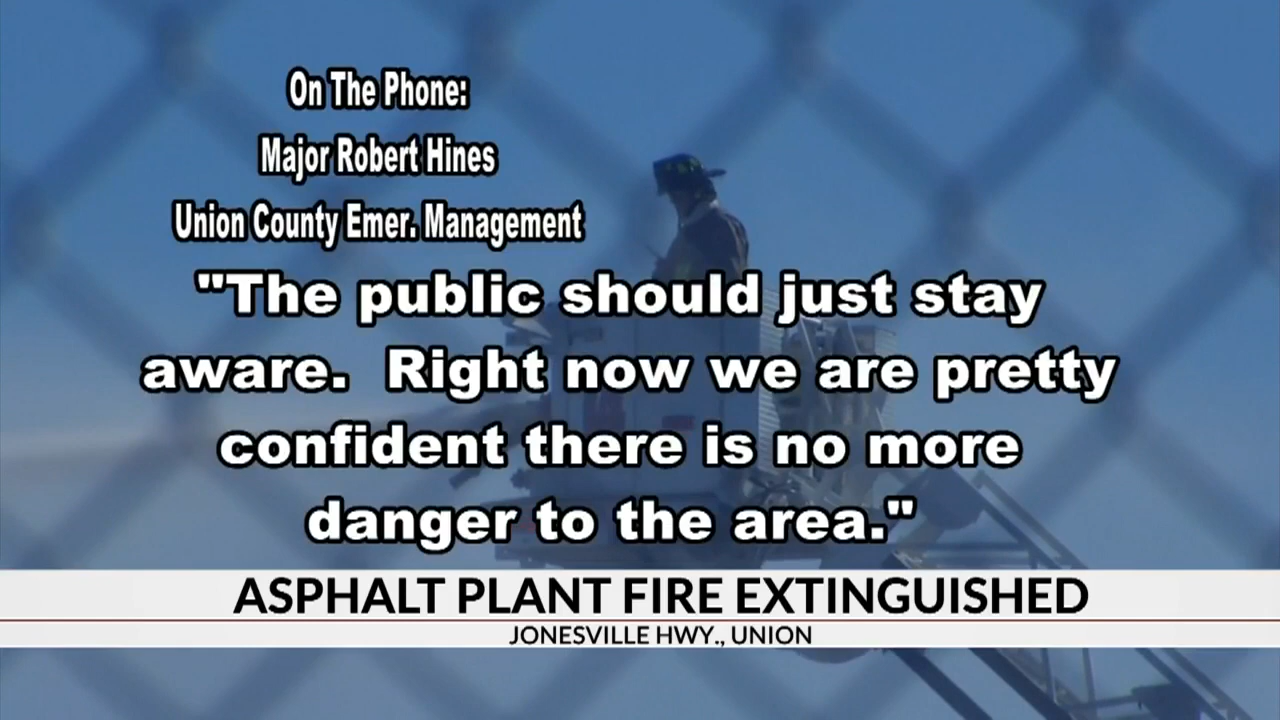 On The Phone:
Major Robert Hines
Union County Emer. Management
"The public should just stay
aware.  Right now we are pretty
confident there is no more
danger to the area."
ASPHALT PLANT FIRE EXTINGUISHED
JONESVILLE HWY., UNION